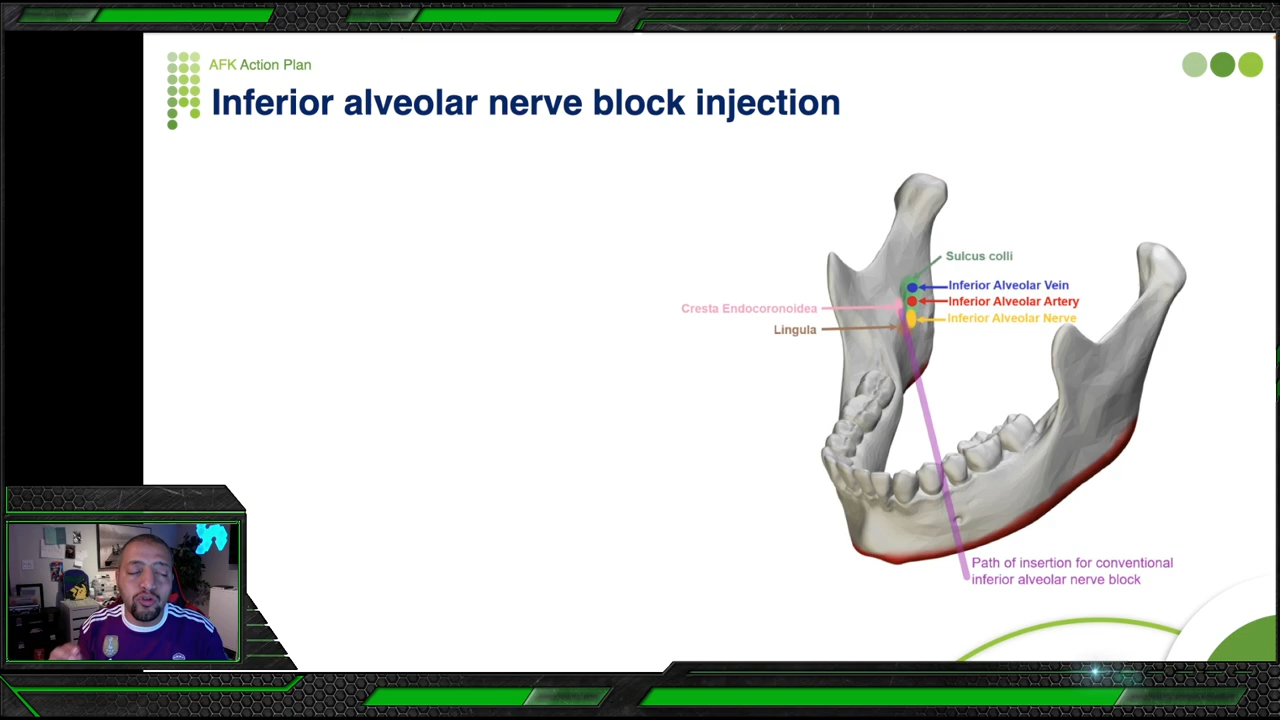 AFK Action Plan
Inferior alveolar nerve block injection
Sulcus colli
Inferior Alveolar Vein
Inferior Alveolar Artery
Inferior Alveolar Nerve
Cresta Endocoronoidea
Lingula
Path of insertion for conventional
inferior alveolar nerve block